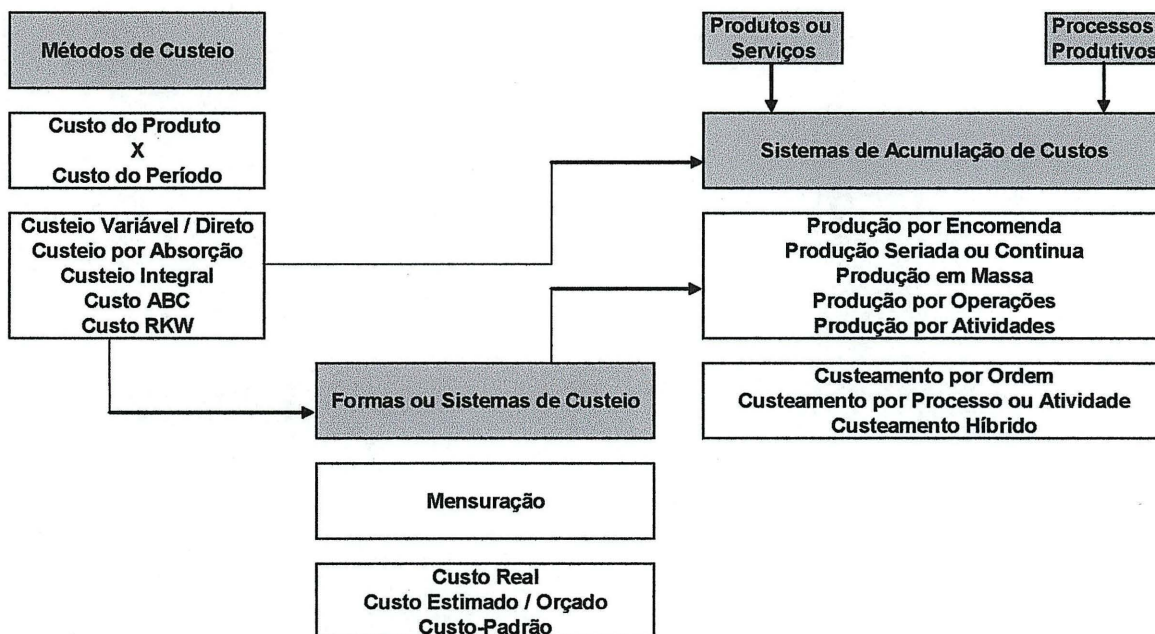 Métodos de Custeio
Custo do Produto
X
Custo do Período
Custeio Variável / Direto
Custeio por Absorção
Custeio Integral
Custo ABC
Custo RKW
Formas ou Sistemas de Custeio
Mensuração
Custo Real
Custo Estimado / Orçado
Custo-Padrão
Produtos ou
Serviços
Processos
Produtivos
Sistemas de Acumulação de Custos
Produção por Encomenda
Produção Seriada ou Continua
Produção em Massa
Produção por Operações
Produção por Atividades
Custeamento por Ordem
Custeamento por Processo ou Atividade
Custeamento Híbrido